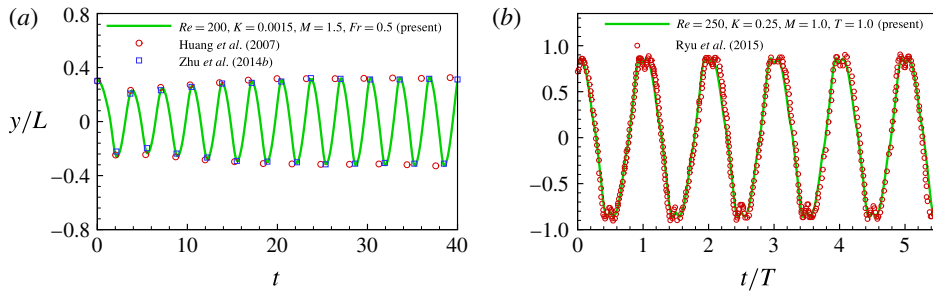 (a)
Re = 200, K = 0.0015, M = 1.5, Fr = 0.5 (present)
Huang et al. (2007)
Zhu et al. (2014b)
0.8
0.4
0
−0.4
−0.8
y/L
0 10 20 30 40
t
(b)
Re = 250, K = 0.25, M = 1.0, T = 1.0 (present)
Ryu et al. (2015)
1.0
0.5
0
−0.5
−1.0
0 1 2 3 4 5
t/T